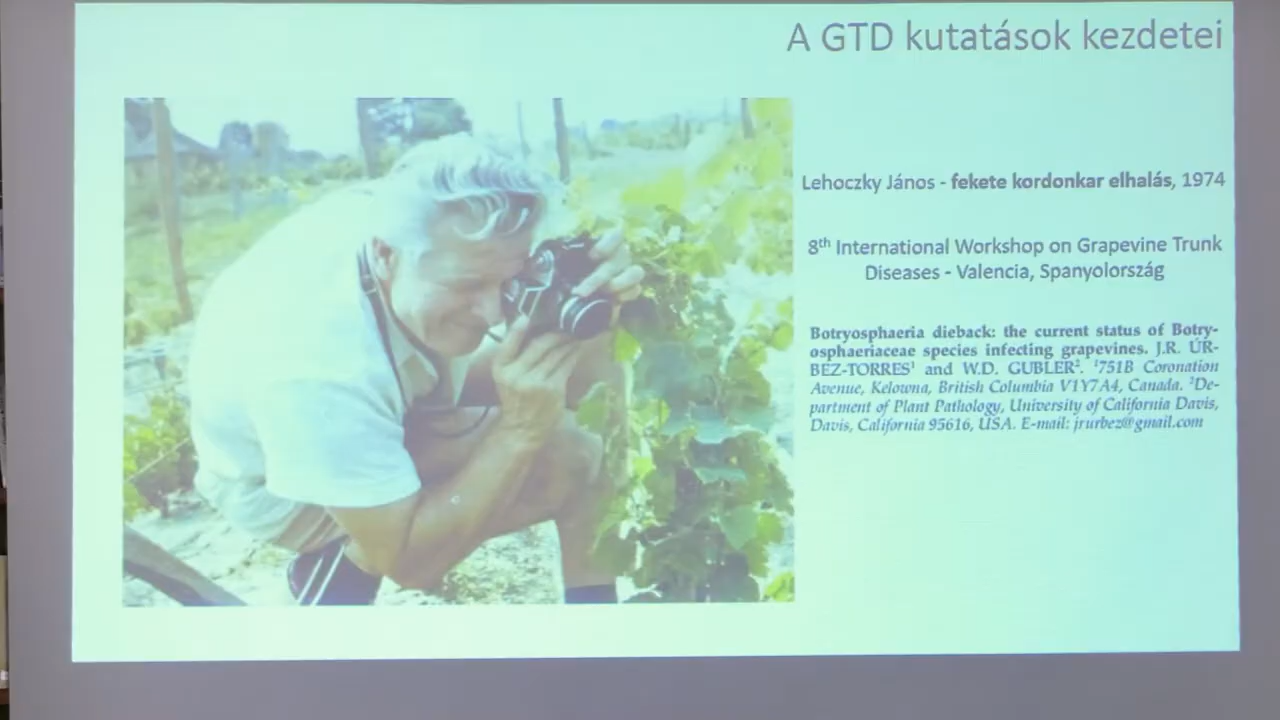 A GTD kutatások kezdetei
Lehoczky János - fekete kordonkar elhalás, 1974
8th International Workshop on Grapevine Trunk
Diseases - Valencia, Spanyolország
Botryosphaeria dieback: the current status of Botry-
osphaeriaceae species infecting grapevines. J.R. ÚR-
BEZ-TORRES¹ and W.D. GUBLER². ¹751B Coronation
Avenue, Kelowna, British Columbia V1Y7A4, Canada. ²De-
partment of Plant Pathology, University of California Davis,
Davis, California 95616, USA. E-mail: jrurbez@gmail.com